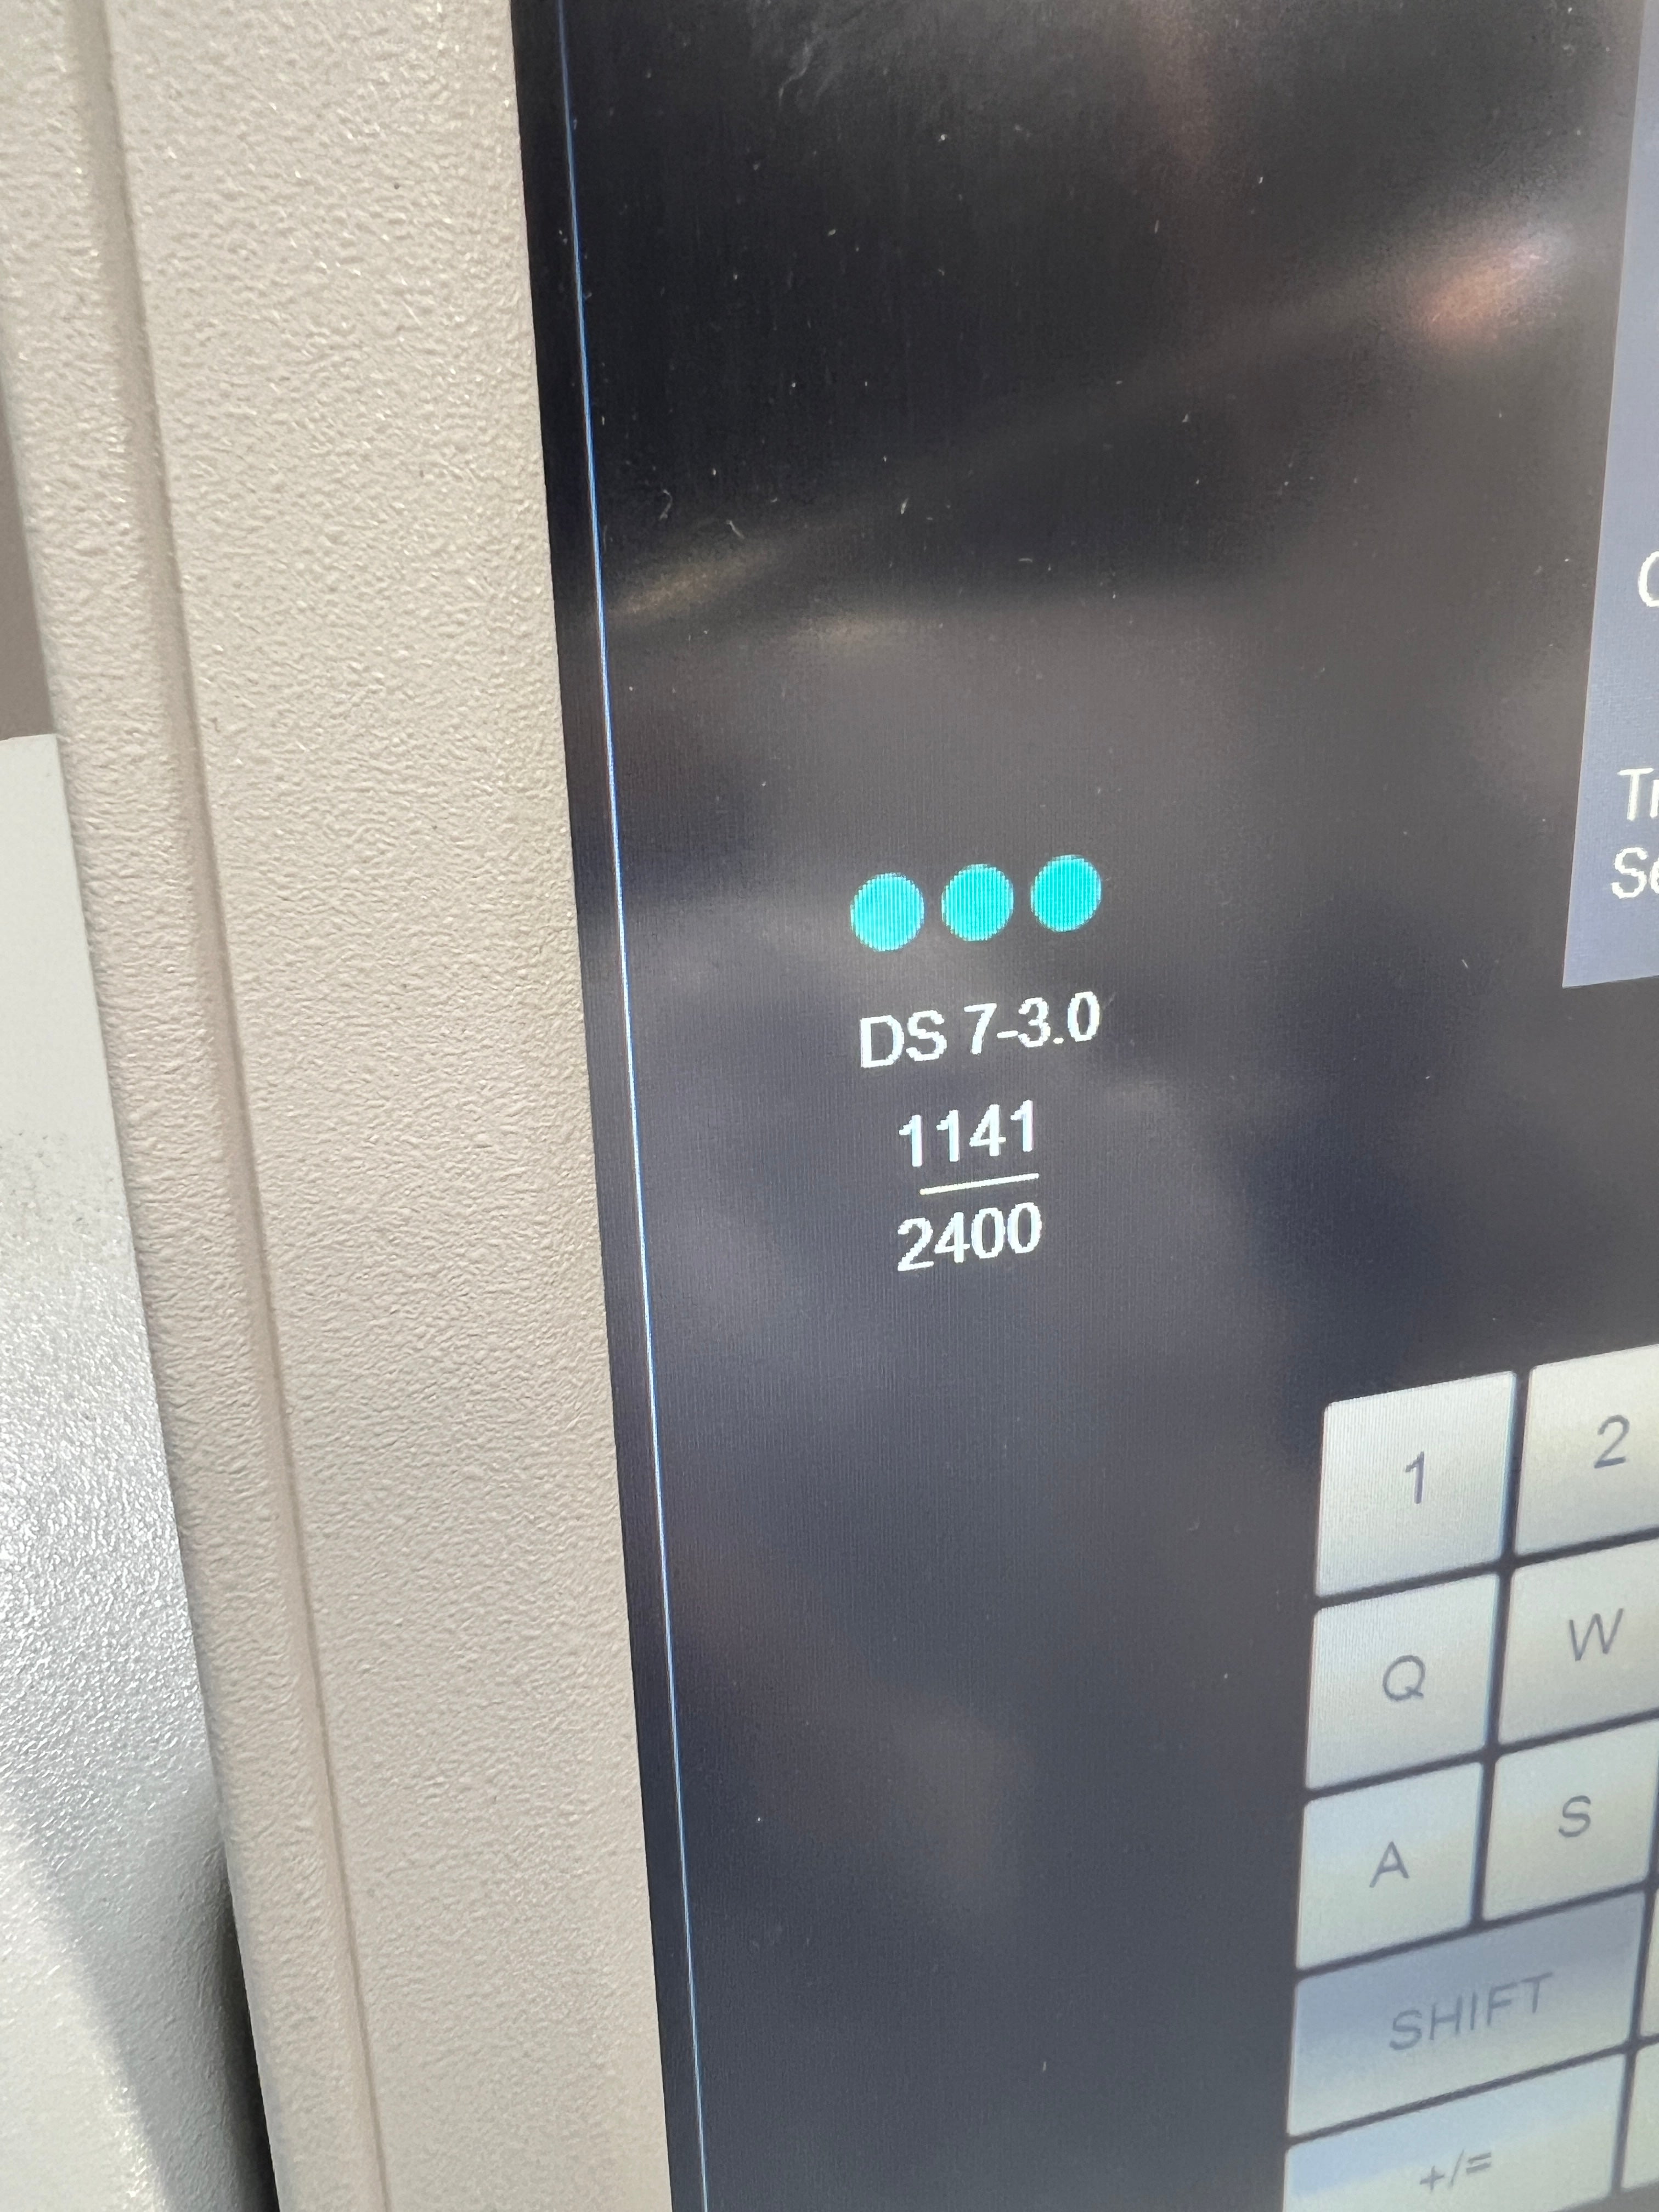 DS 7-3.0
1141
2400
1 2
Q W
A S
SHIFT
+/=